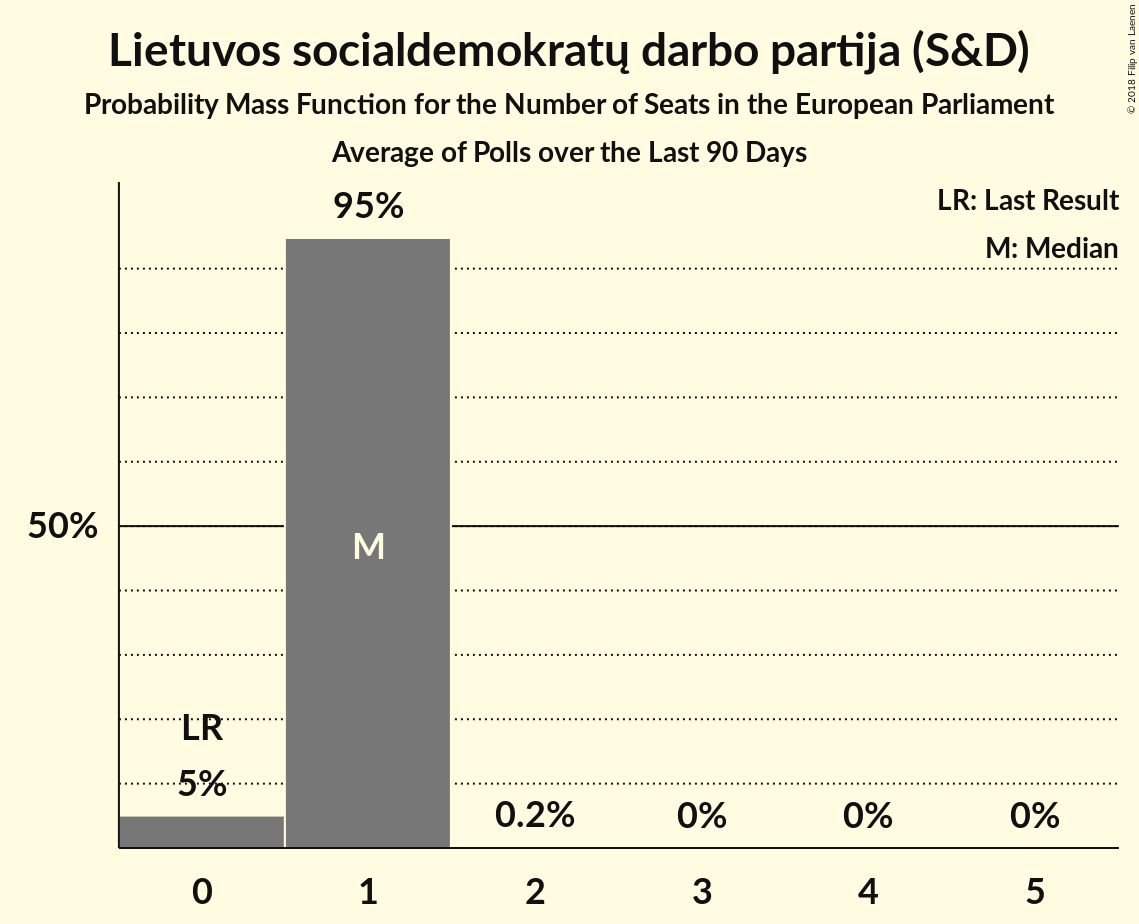 Lietuvos socialdemokratų darbo partija (S&D)
Probability Mass Function for the Number of Seats in the European Parliament
Average of Polls over the Last 90 Days
© 2018 Filip van Laenen
LR: Last Result
M: Median
95%
50%
M
LR
5%
0.2%
0%
0%
0%
0 1 2 3 4 5